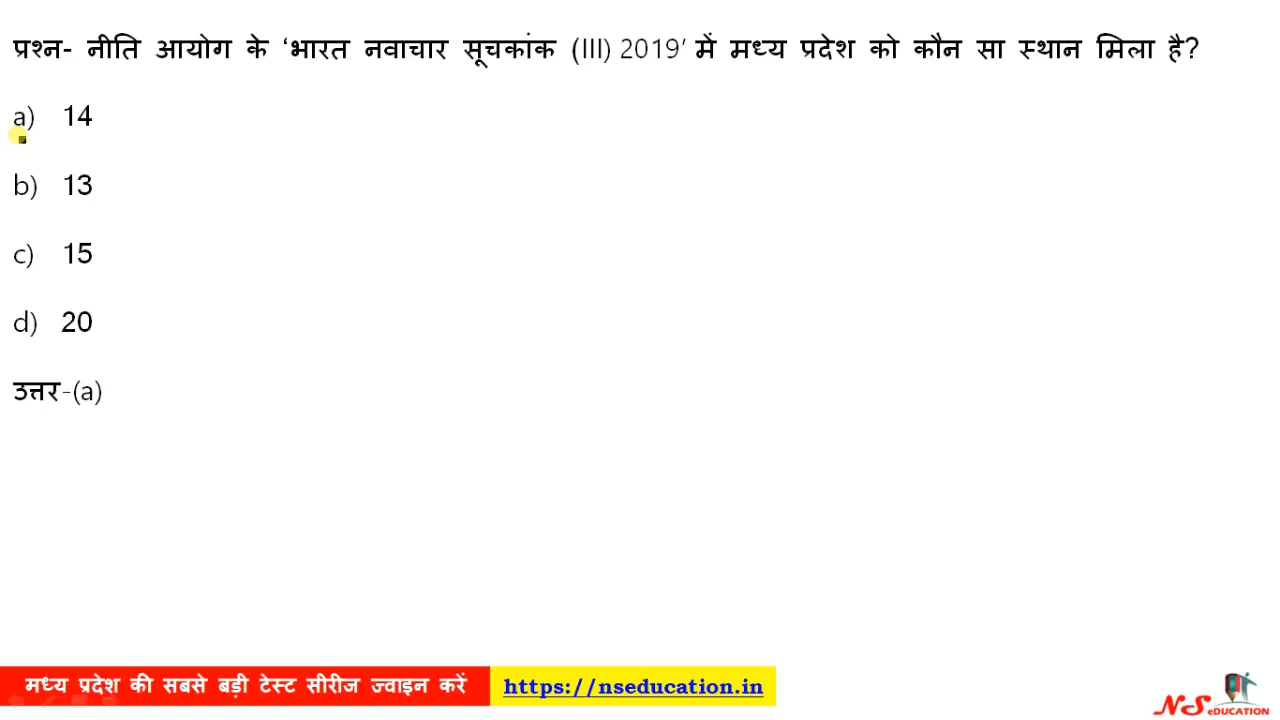 प्रश्न- नीति आयोग के ‘भारत नवाचार सूचकांक (III) 2019’ में मध्य प्रदेश को कौन सा स्थान मिला है?
a) 14
b) 13
c) 15
d) 20
उत्तर-(a)
मध्य प्रदेश की सबसे बड़ी टेस्ट सीरीज ज्वाइन करें https://nseducation.in
NS eDUCATION